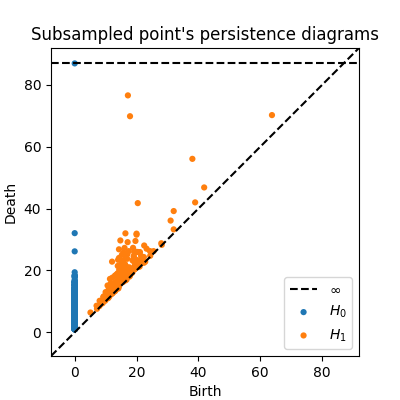 Subsampled point's persistence diagrams
80
60
40
20
0
Death
∞
H₀
H₁
0 20 40 60 80
Birth